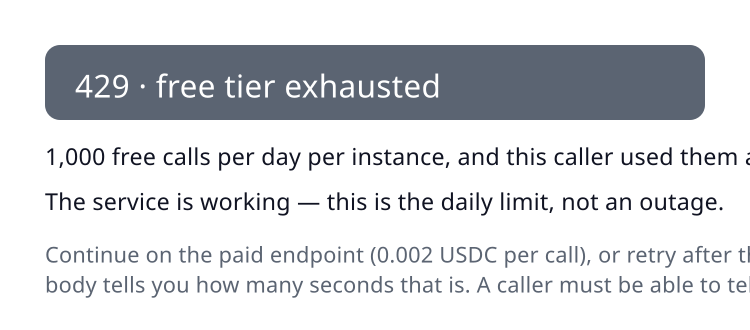 429 · free tier exhausted
1,000 free calls per day per instance, and this caller used them
The service is working — this is the daily limit, not an outage.
Continue on the paid endpoint (0.002 USDC per call), or retry after
body tells you how many seconds that is. A caller must be able to